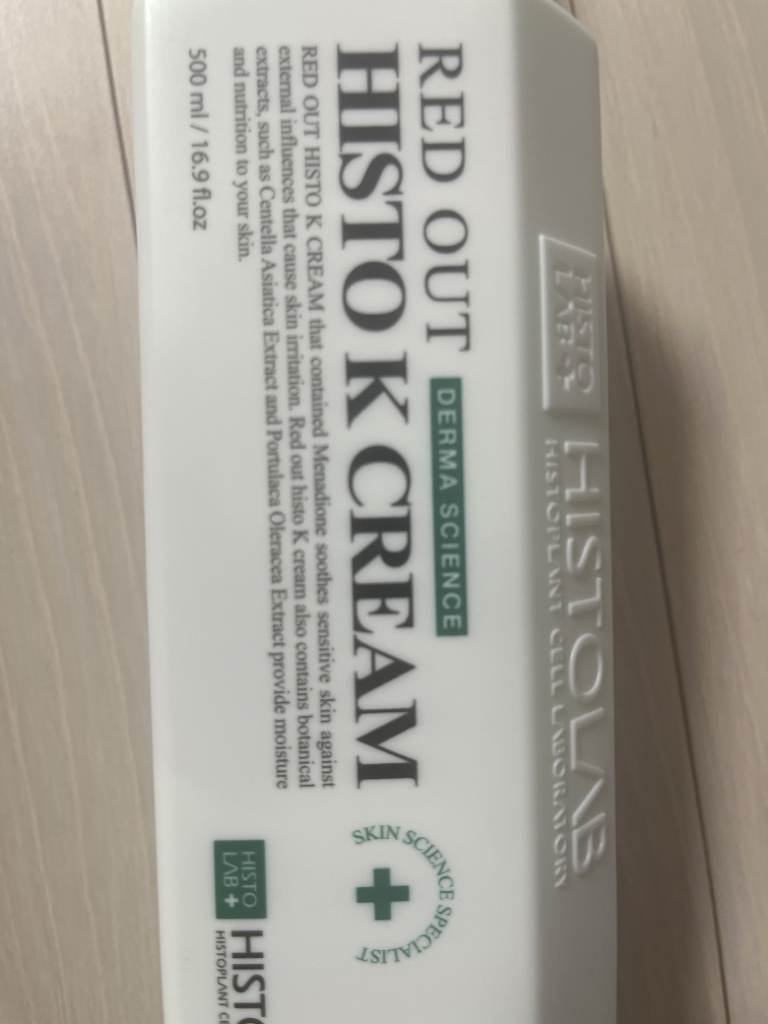 HISTO
LAB +
HISTOLAB
HISTOPLANT CELL LABORATORY
RED OUT
DERMA SCIENCE
HISTO K CREAM
RED OUT HISTO K CREAM that contained Menadione soothes sensitive skin against
external influences that cause skin irritation. Red out histo K cream also contains botanical
extracts, such as Centella Asiatica Extract and Portulaca Oleracea Extract provide moisture
and nutrition to your skin.
500 ml / 16.9 fl.oz
SKIN SCIENCE SPECIALIST
HISTO
LAB +
HISTO
HISTOPLANT CE